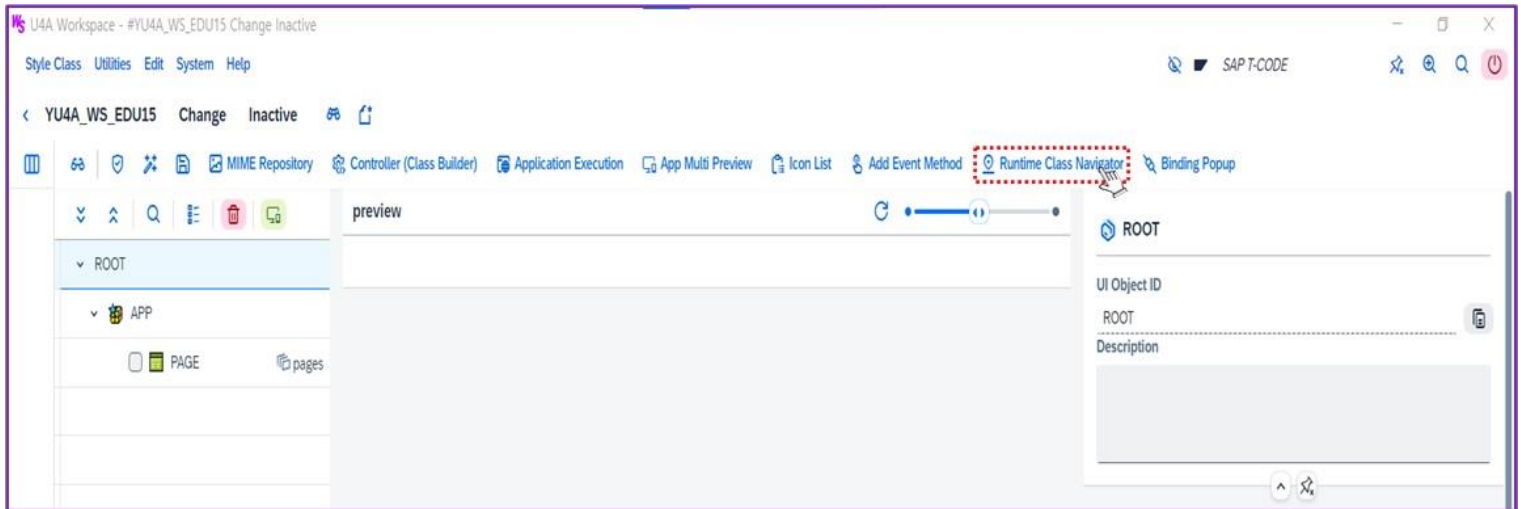 WS U4A Workspace - #YU4A_WS_EDU15 Change Inactive
Style Class Utilities Edit System Help SAP T-CODE
YU4A_WS_EDU15 Change Inactive
MIME Repository Controller (Class Builder) Application Execution App Multi Preview Icon List Add Event Method Runtime Class Navigator Binding Popup
preview
ROOT
APP
PAGE pages
ROOT
UI Object ID
ROOT
Description